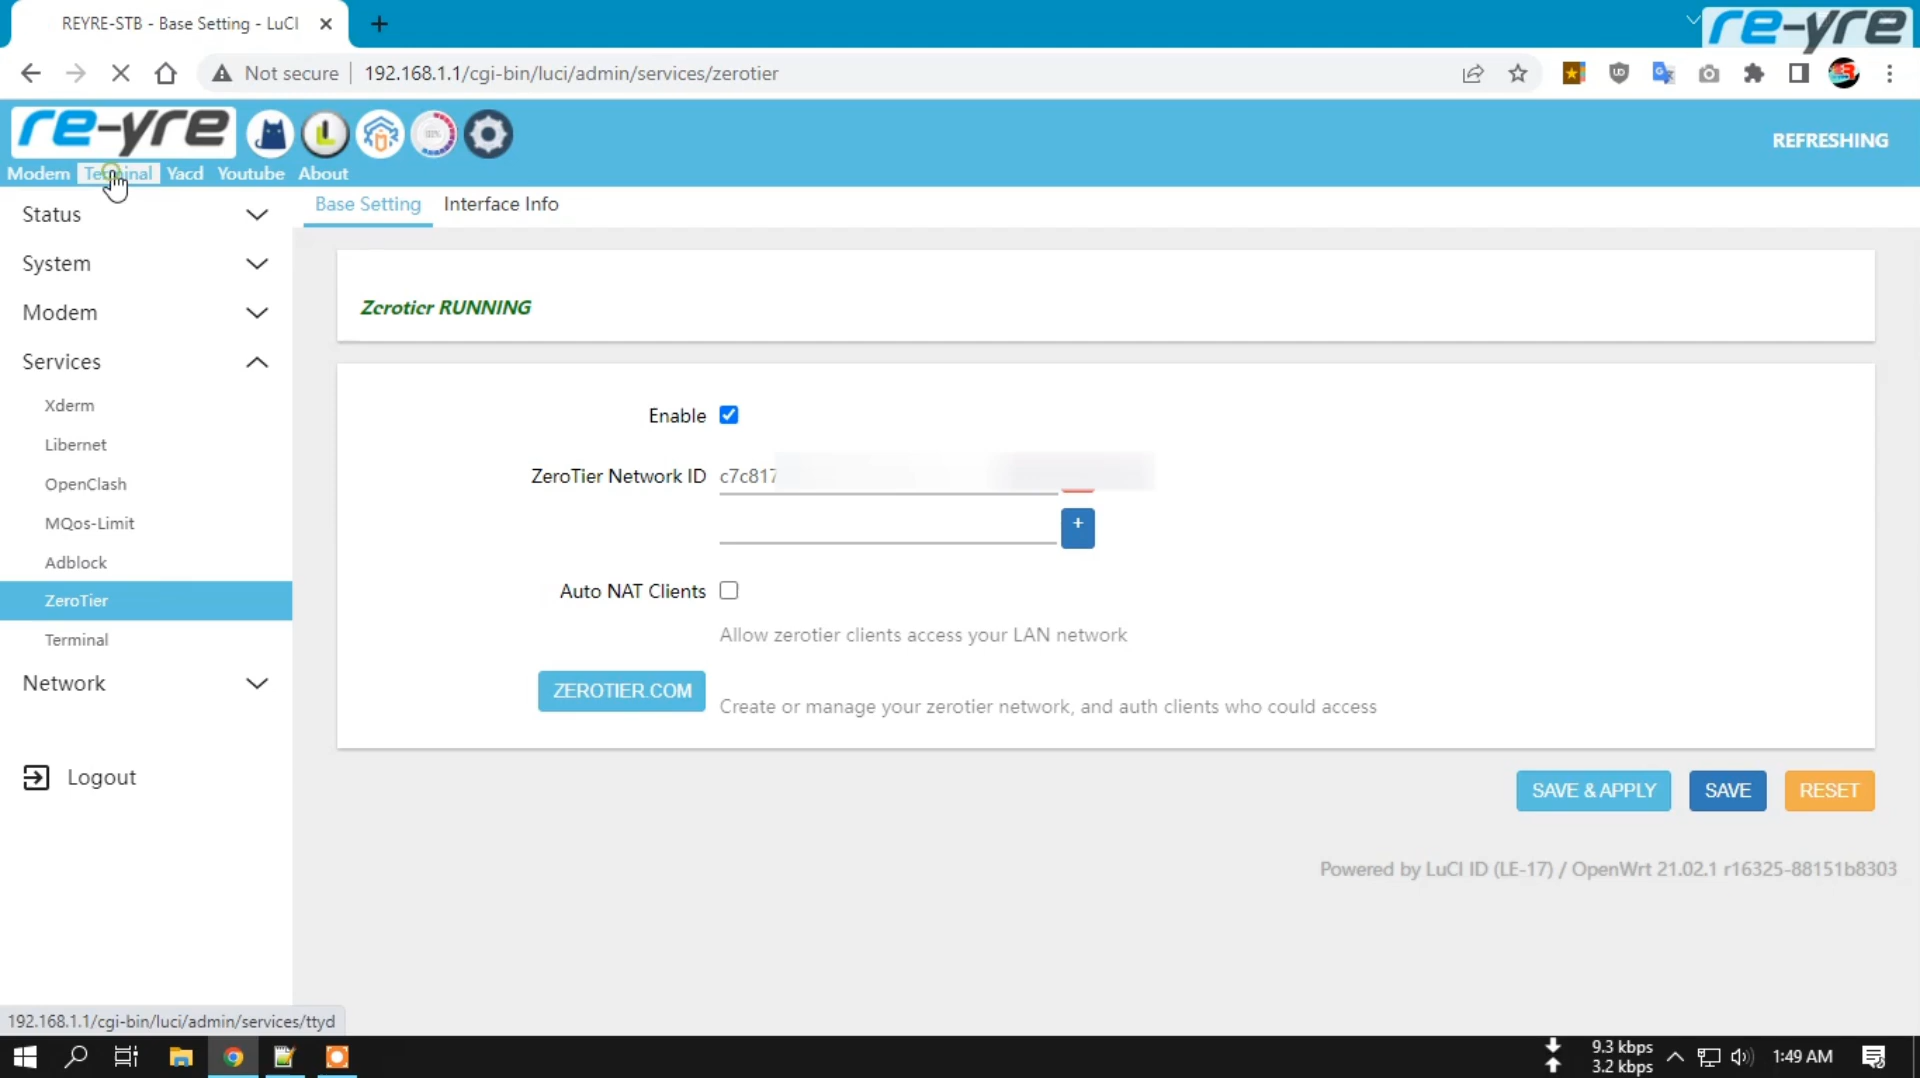 REYRE-STB - Base Setting - LuCI
re-yre
Not secure
192.168.1.1/cgi-bin/luci/admin/services/zerotier
re-yre
REFRESHING
Modem
Terminal
Yacd
Youtube
About
Status
System
Modem
Services
Xderm
Libernet
OpenClash
MQos-Limit
Adblock
ZeroTier
Terminal
Network
Logout
Base Setting
Interface Info
Zerotier RUNNING
Enable
ZeroTier Network ID
c7c817
+
Auto NAT Clients
Allow zerotier clients access your LAN network
ZEROTIER.COM
Create or manage your zerotier network, and auth clients who could access
SAVE & APPLY
SAVE
RESET
Powered by LuCI ID (LE-17) / OpenWrt 21.02.1 r16325-88151b8303
192.168.1.1/cgi-bin/luci/admin/services/ttyd
9.3 kbps
3.2 kbps
1:49 AM